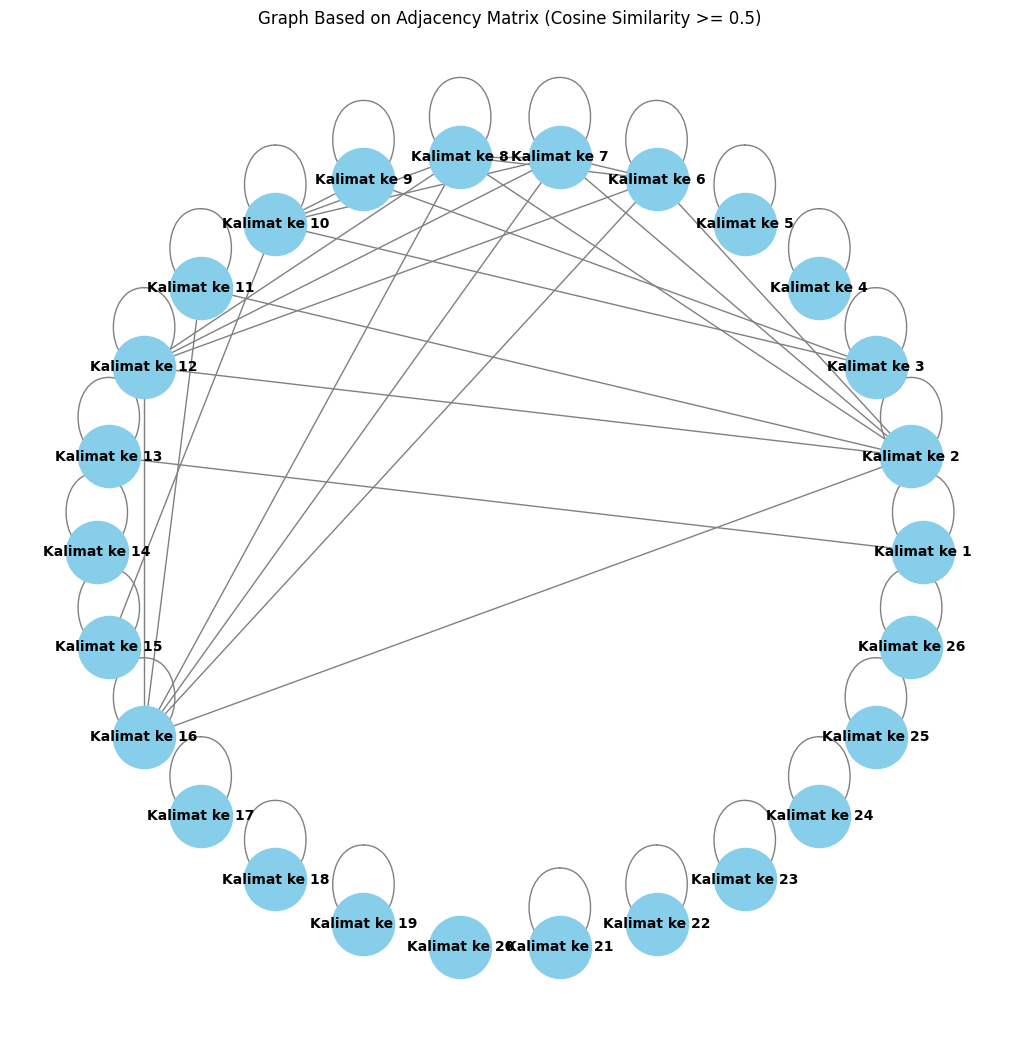 Graph Based on Adjacency Matrix (Cosine Similarity >= 0.5)
Kalimat ke 8
Kalimat ke 7
Kalimat ke 9
Kalimat ke 6
Kalimat ke 10
Kalimat ke 5
Kalimat ke 11
Kalimat ke 4
Kalimat ke 12
Kalimat ke 3
Kalimat ke 13
Kalimat ke 2
Kalimat ke 14
Kalimat ke 1
Kalimat ke 15
Kalimat ke 26
Kalimat ke 16
Kalimat ke 25
Kalimat ke 17
Kalimat ke 24
Kalimat ke 18
Kalimat ke 23
Kalimat ke 19
Kalimat ke 22
Kalimat ke 20
Kalimat ke 21